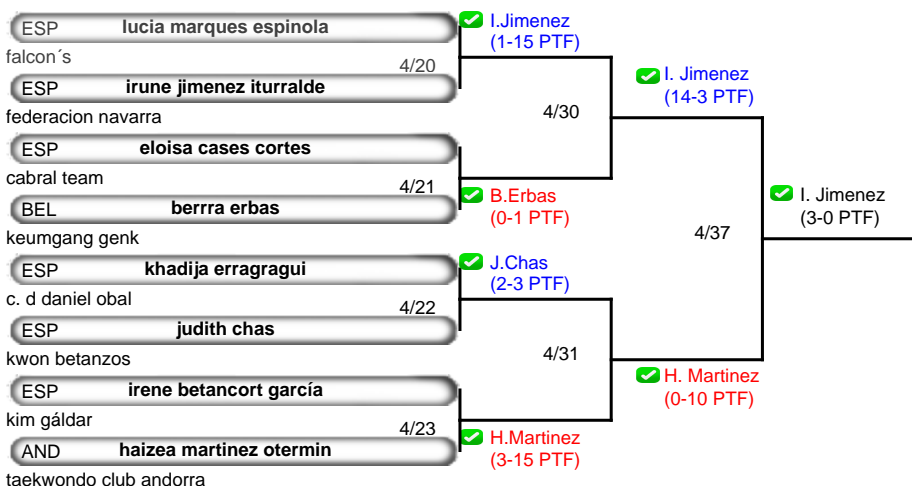 ESP lucia marques espinola
I.Jimenez
(1-15 PTF)
falcon´s
4/20
ESP irune jimenez iturralde
I. Jimenez
(14-3 PTF)
federacion navarra
4/30
ESP eloisa cases cortes
cabral team
4/21
B.Erbas
(0-1 PTF)
BEL berrra erbas
I. Jimenez
(3-0 PTF)
keumgang genk
4/37
ESP khadija erragragui
J.Chas
(2-3 PTF)
c. d daniel obal
4/22
ESP judith chas
kwon betanzos
4/31
ESP irene betancort garcía
H. Martinez
(0-10 PTF)
kim gáldar
4/23
AND haizea martinez otermin
H.Martinez
(3-15 PTF)
taekwondo club andorra